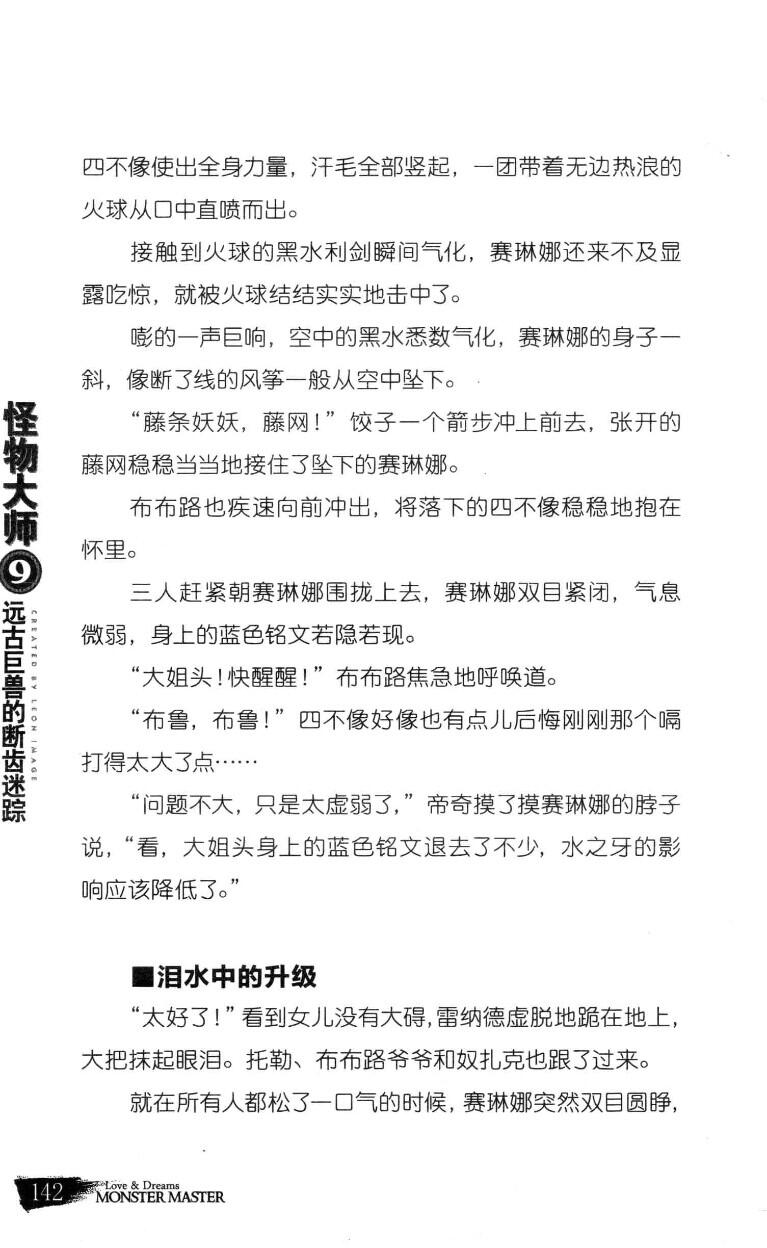 四不像使出全身力量，汗毛全部竖起，一团带着无边热浪的
火球从口中直喷而出。
接触到火球的黑水利剑瞬间气化，赛琳娜还来不及显
露吃惊，就被火球结结实实地击中了。
嘭的一声巨响，空中的黑水悉数气化，赛琳娜的身子一
斜，像断了线的风筝一般从空中坠下。
“藤条妖妖，藤网！”饺子一个箭步冲上前去，张开的
藤网稳稳当当地接住了坠下的赛琳娜。
布布路也疾速向前冲出，将落下的四不像稳稳地抱在
怀里。
三人赶紧朝赛琳娜围拢上去，赛琳娜双目紧闭，气息
微弱，身上的蓝色铭文若隐若现。
“大姐头！快醒醒！”布布路焦急地呼唤道。
“布鲁，布鲁！”四不像好像也有点儿后悔刚刚那个嗝
打得太大了点……
“问题不大，只是太虚弱了，”帝奇摸了摸赛琳娜的脖子
说，“看，大姐头身上的蓝色铭文退去了不少，水之牙的影
响应该降低了。”
■泪水中的升级
“太好了！”看到女儿没有大碍，雷纳德虚脱地跪在地上，
大把抹起眼泪。托勒、布布路爷爷和奴扎克也跟了过来。
就在所有人都松了一口气的时候，赛琳娜突然双目圆睁，
怪物大师
9
远古巨兽的断齿迷踪
CREATED BY LEON IMAGE
142
Love & Dreams
MONSTER MASTER